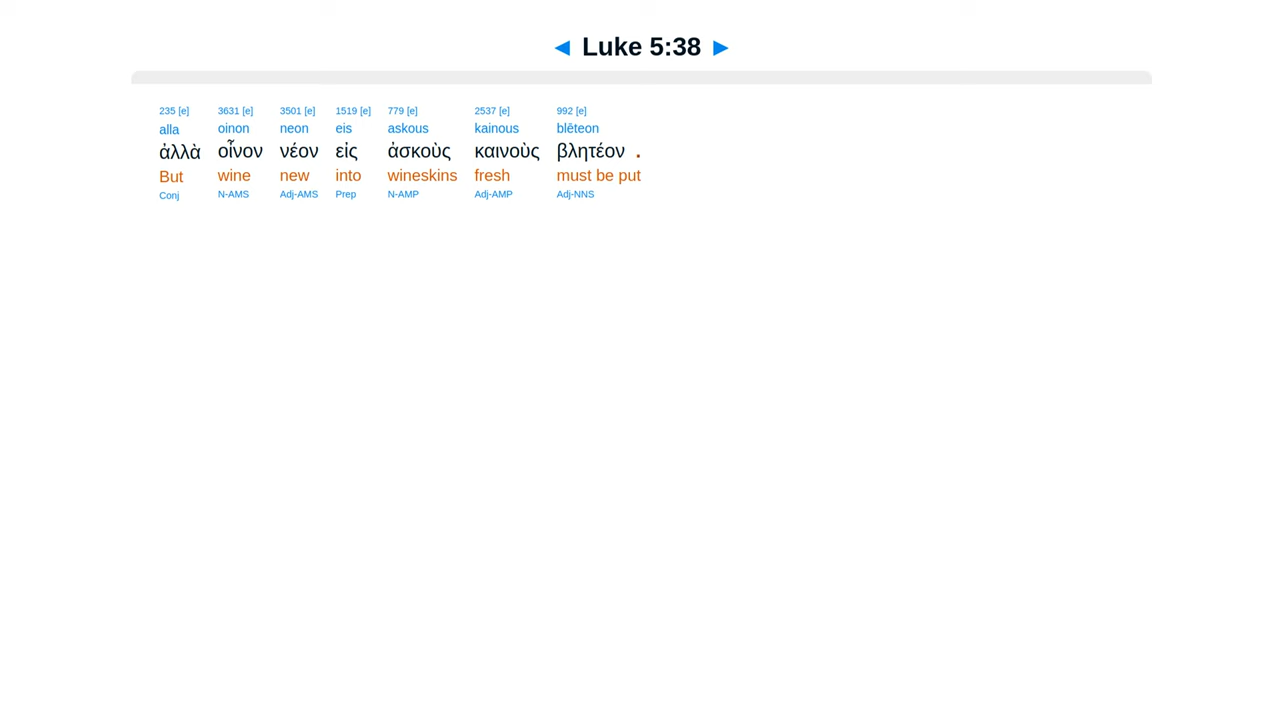 ◄ Luke 5:38 ►
235 [e] 3631 [e] 3501 [e] 1519 [e] 779 [e] 2537 [e] 992 [e]
alla oinon neon eis askous kainous blēteon
ἀλλὰ οἶνον νέον εἰς ἀσκοὺς καινοὺς βλητέον .
But wine new into wineskins fresh must be put
Conj N-AMS Adj-AMS Prep N-AMP Adj-AMP Adj-NNS